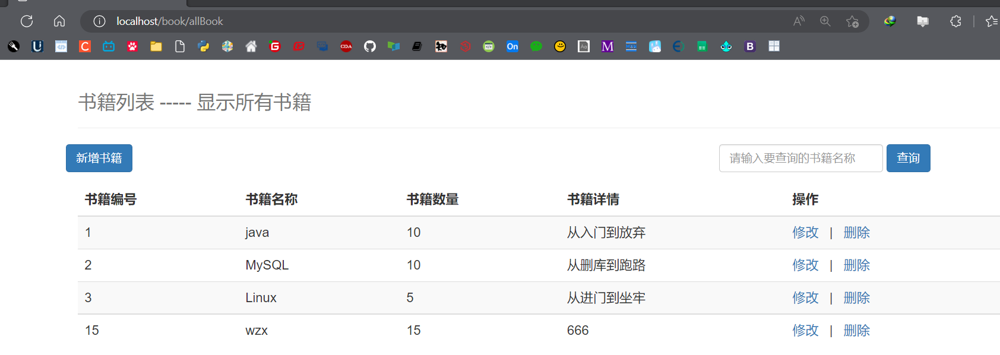 localhost/book/allBook
书籍列表 ----- 显示所有书籍
新增书籍 请输入要查询的书籍名称 查询
书籍编号 书籍名称 书籍数量 书籍详情 操作
1 java 10 从入门到放弃 修改 | 删除
2 MySQL 10 从删库到跑路 修改 | 删除
3 Linux 5 从进门到坐牢 修改 | 删除
15 wzx 15 666 修改 | 删除